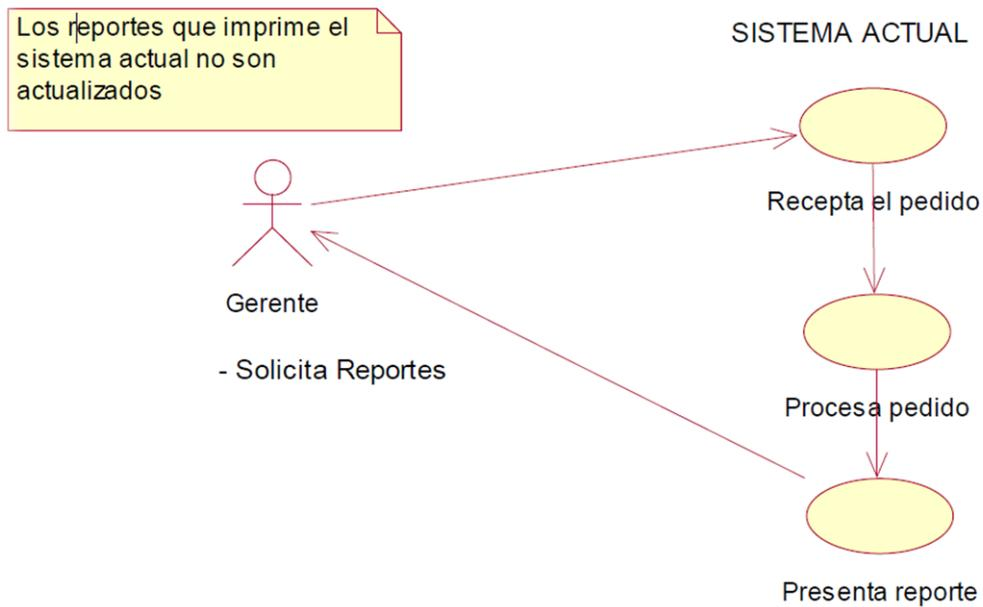 Los reportes que imprime el
sistema actual no son
actualizados
SISTEMA ACTUAL
Recepta el pedido
Gerente
- Solicita Reportes
Procesa pedido
Presenta reporte